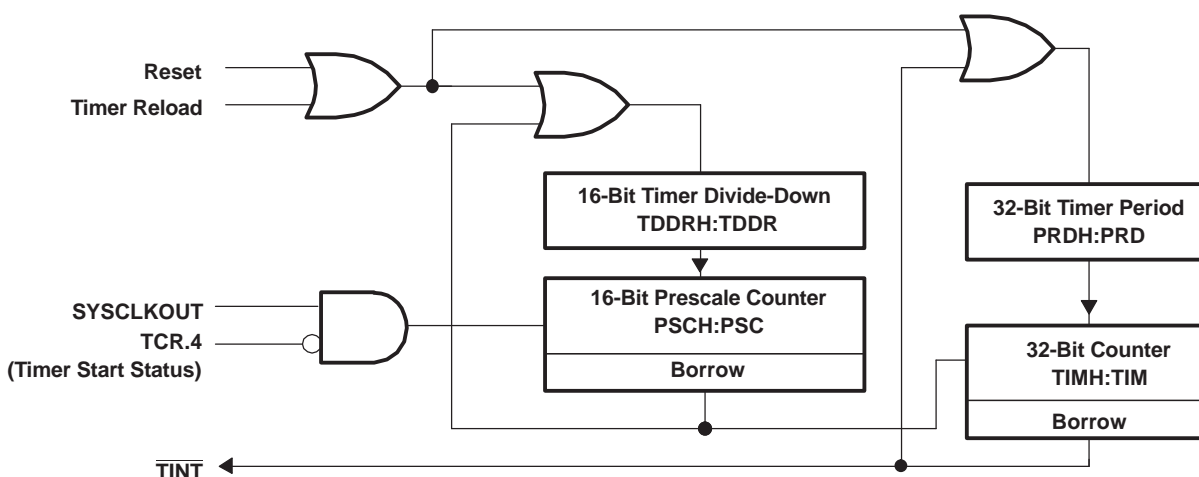 Reset
Timer Reload
16-Bit Timer Divide-Down
TDDRH:TDDR
32-Bit Timer Period
PRDH:PRD
SYSCLKOUT
TCR.4
(Timer Start Status)
16-Bit Prescale Counter
PSCH:PSC
Borrow
32-Bit Counter
TIMH:TIM
Borrow
TINT